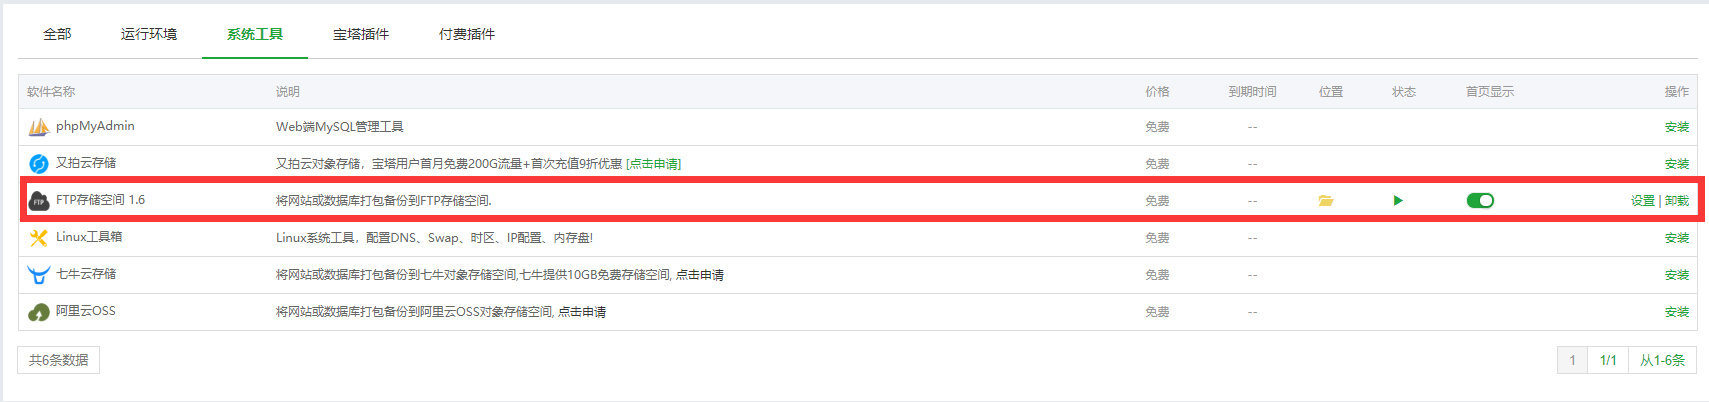 全部 运行环境 系统工具 宝塔插件 付费插件
软件名称 说明 价格 到期时间 位置 状态 首页显示 操作
phpMyAdmin Web端MySQL管理工具 免费 -- 安装
又拍云存储 又拍云对象存储，宝塔用户首月免费200G流量+首次充值9折优惠 [点击申请] 免费 -- 安装
FTP FTP存储空间 1.6 将网站或数据库打包备份到FTP存储空间. 免费 -- 设置 | 卸载
Linux工具箱 Linux系统工具，配置DNS、Swap、时区、IP配置、内存盘! 免费 -- 安装
七牛云存储 将网站或数据库打包备份到七牛对象存储空间,七牛提供10GB免费存储空间, 点击申请 免费 -- 安装
阿里云OSS 将网站或数据库打包备份到阿里云OSS对象存储空间, 点击申请 免费 -- 安装
共6条数据 1 1/1 从1-6条